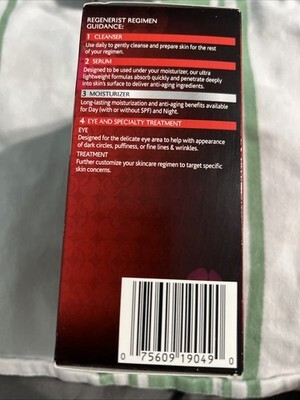 REGENERIST REGIMEN
GUIDANCE:
1 CLEANSER
Use daily to gently cleanse and prepare skin for the rest
of your regimen.
2 SERUM
Designed to be used under your moisturizer, our ultra
lightweight formulas absorb quickly and penetrate deeply
into skin's surface to deliver anti-aging ingredients.
3 MOISTURIZER
Long-lasting moisturization and anti-aging benefits available
for Day (with or without SPF) and Night.
4 EYE AND SPECIALTY TREATMENT
EYE
Designed for the delicate eye area to help with appearance
of dark circles, puffiness, or fine lines & wrinkles.
TREATMENT
Further customize your skincare regimen to target specific
skin concerns.
0 75609 19049 0